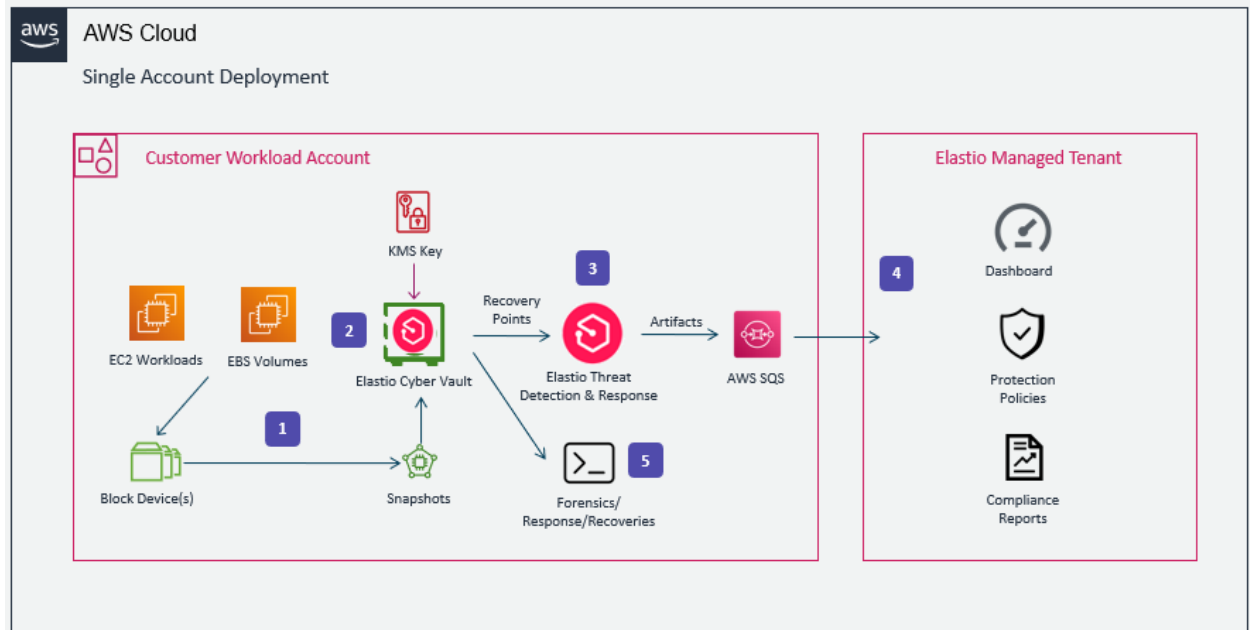 aws
AWS Cloud
Single Account Deployment
Customer Workload Account
Elastio Managed Tenant
KMS Key
3
Dashboard
4
EC2 Workloads
EBS Volumes
2
Elastio Cyber Vault
Recovery
Points
Elastio Threat
Detection & Response
Artifacts
AWS SQS
Protection
Policies
1
Block Device(s)
Snapshots
5
Forensics/
Response/Recoveries
Compliance
Reports